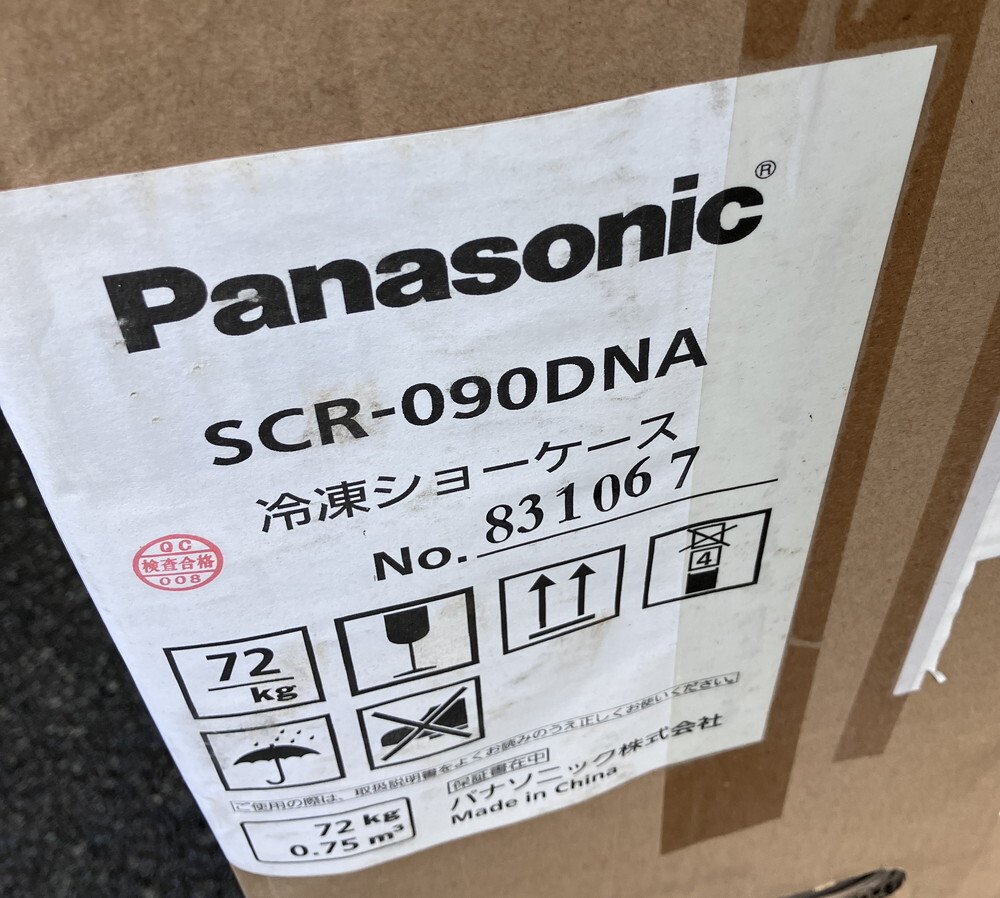 Panasonic®
SCR-090DNA
冷凍ショーケース
No. 831067
QC
検査合格
008
4
72
kg
ご使用の際は、取扱説明書をよくお読みのうえ正しくお使いください。
保証書在中
パナソニック株式会社
Made in China
72 kg
0.75 m³